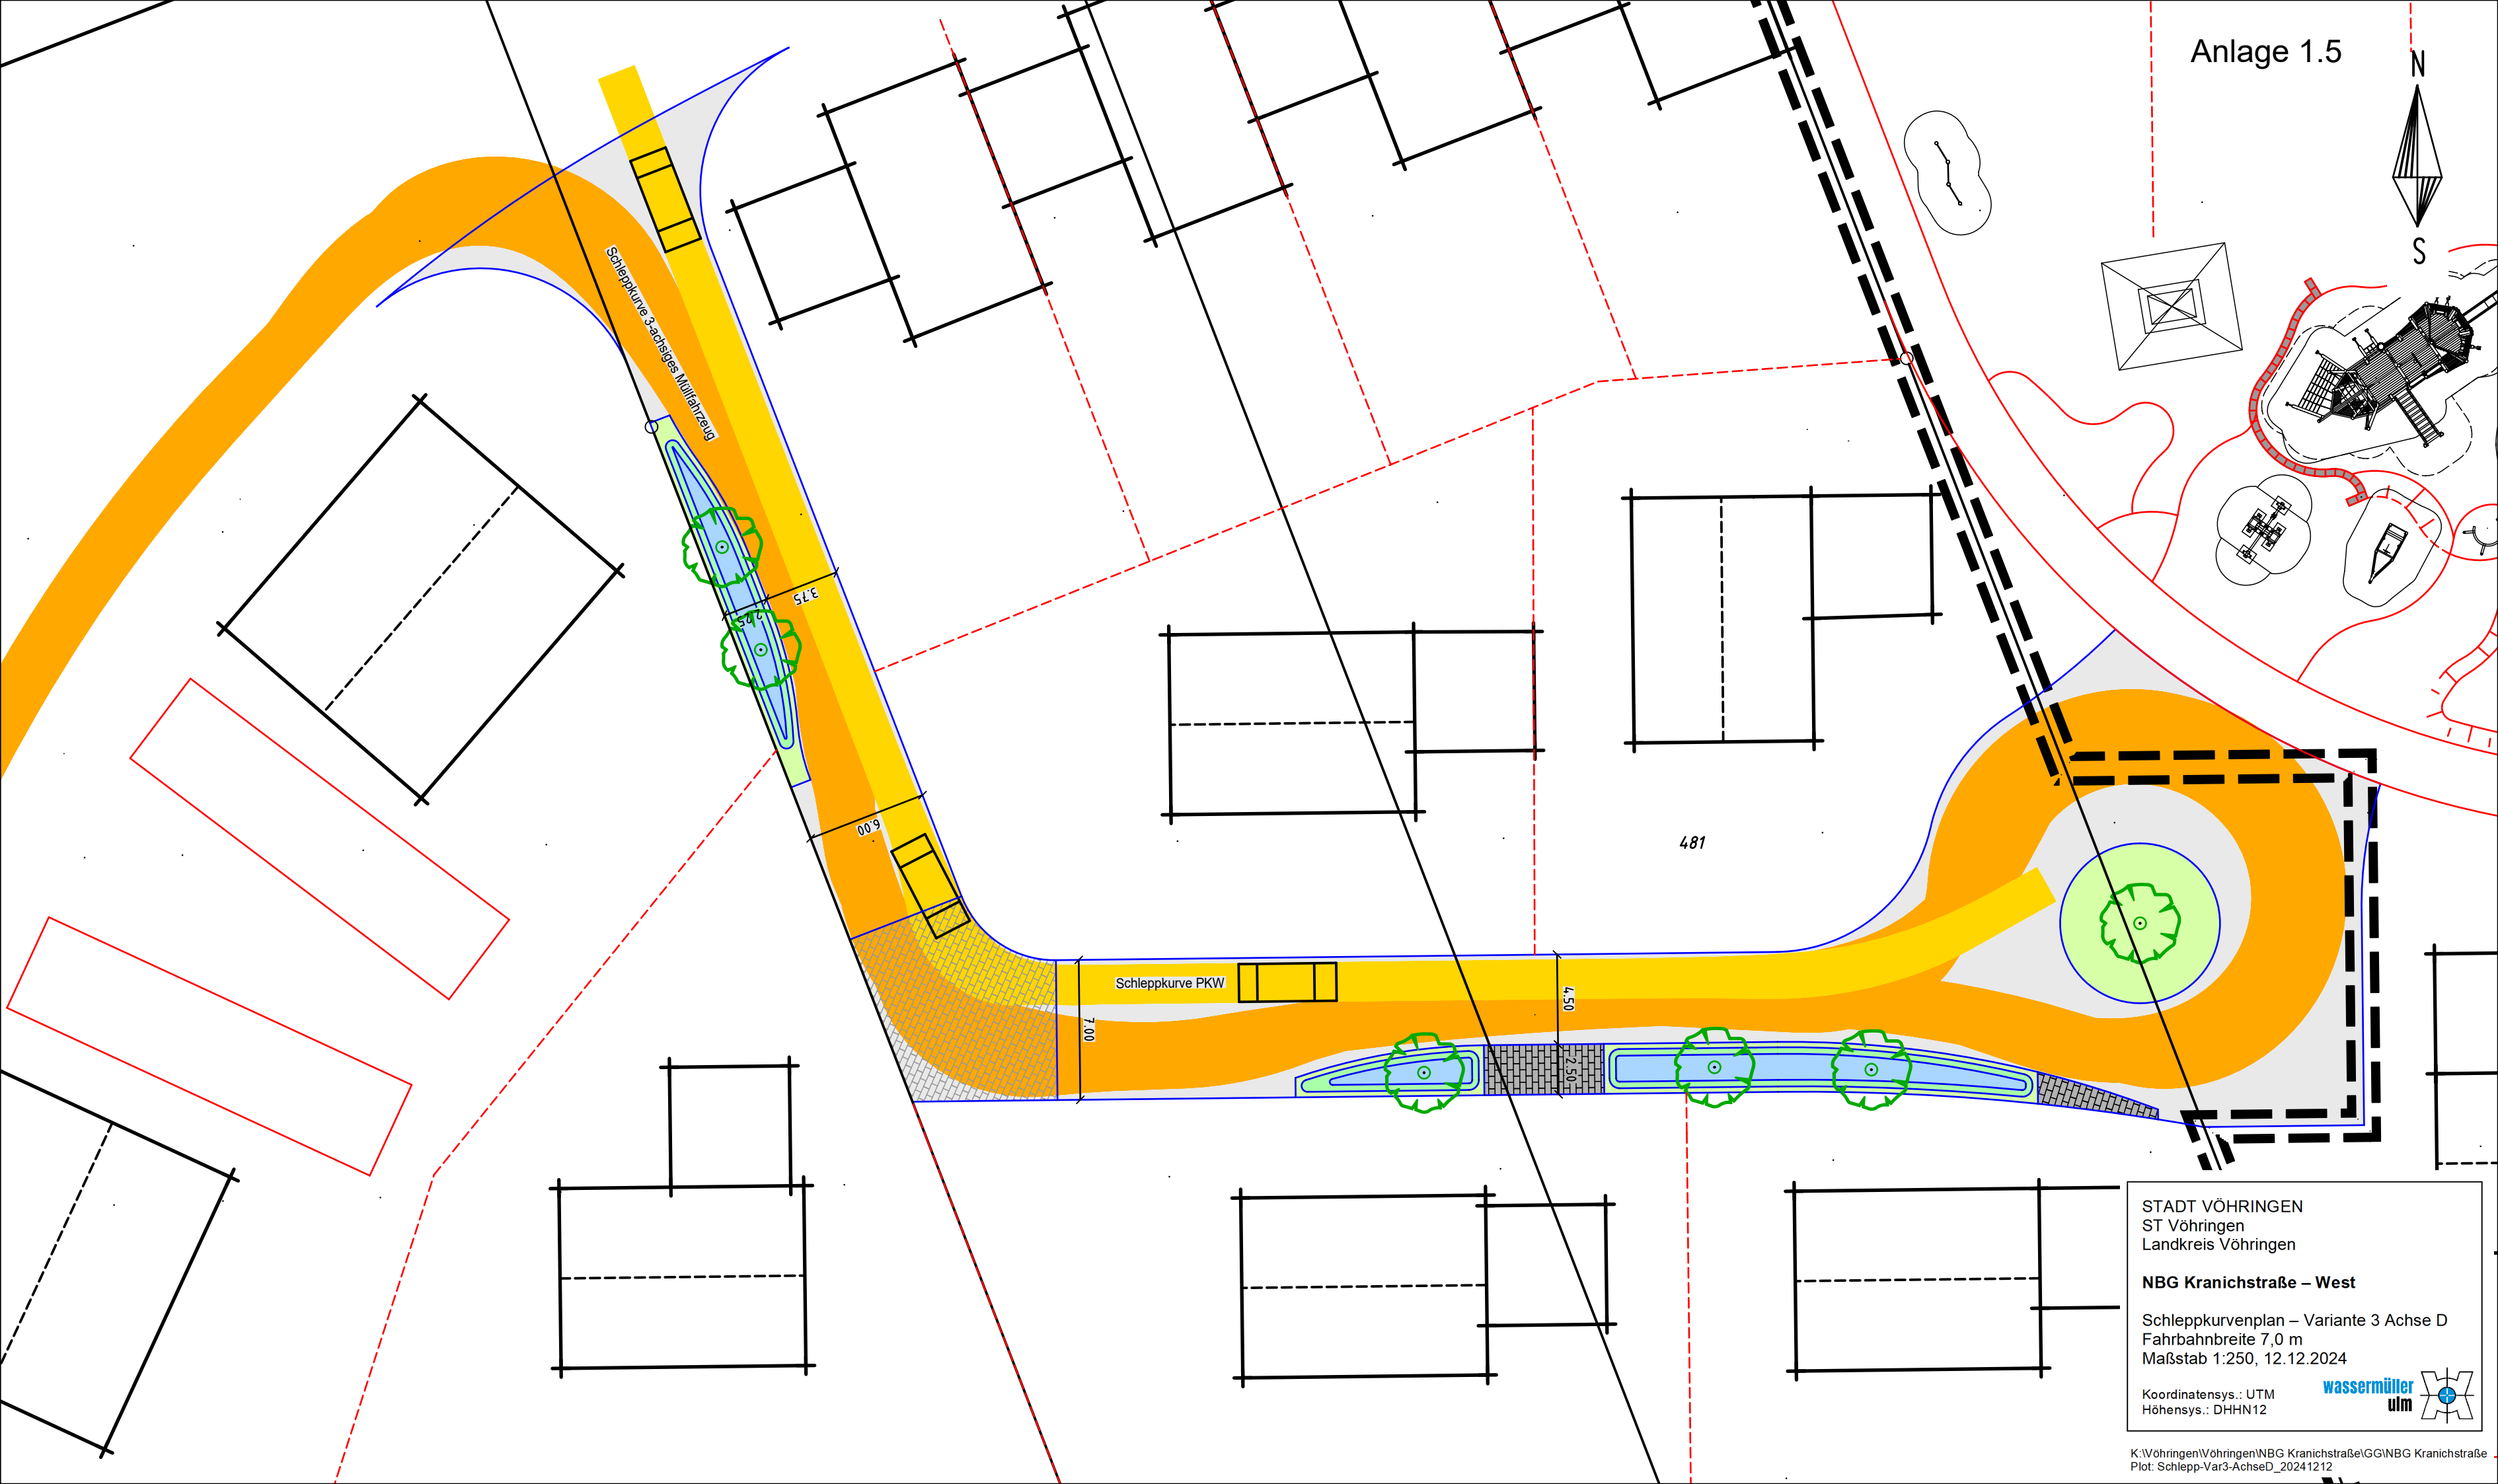 Anlage 1.5
N
S
Schleppkurve 3-achsiges Müllfahrzeug
3.75
2.25
6.00
481
Schleppkurve PKW
7.00
4.50
2.50
STADT VÖHRINGEN
ST Vöhringen
Landkreis Vöhringen
NBG Kranichstraße – West
Schleppkurvenplan – Variante 3 Achse D
Fahrbahnbreite 7,0 m
Maßstab 1:250, 12.12.2024
Koordinatensys.: UTM
Höhensys.: DHHN12
wassermüller
ulm
K:\Vöhringen\Vöhringen\NBG Kranichstraße\GG\NBG Kranichstraße
Plot: Schlepp-Var3-AchseD_20241212